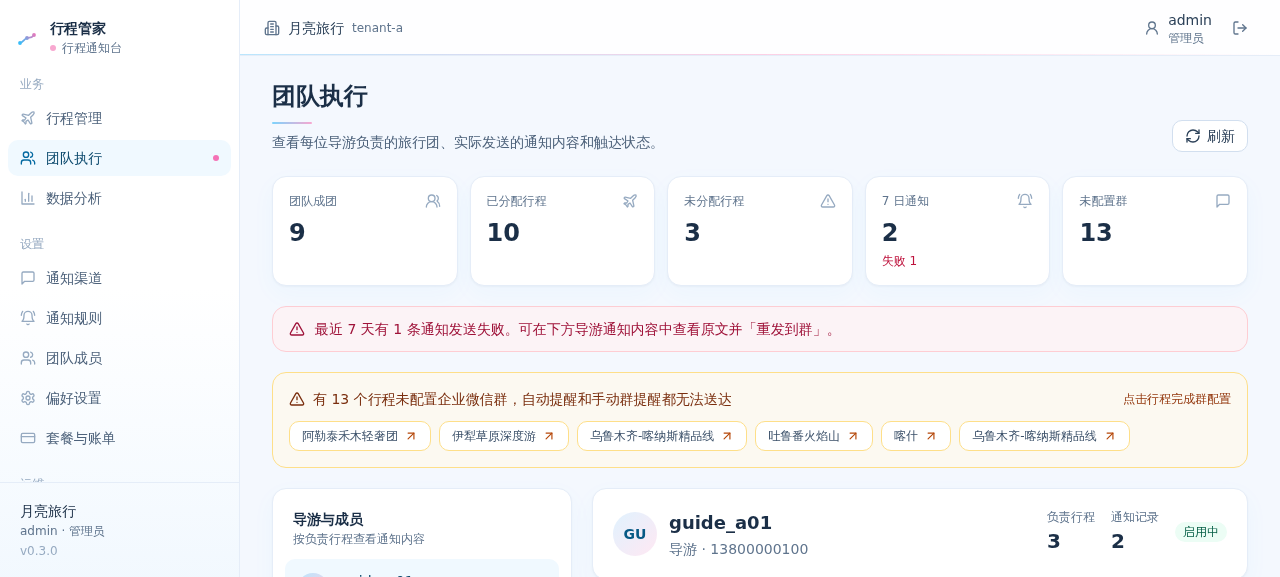 行程管家
行程通知台
业务
行程管理
团队执行
数据分析
设置
通知渠道
通知规则
团队成员
偏好设置
套餐与账单
月亮旅行
admin · 管理员
v0.3.0
月亮旅行 tenant-a
admin
管理员
团队执行
查看每位导游负责的旅行团、实际发送的通知内容和触达状态。
刷新
团队成团
9
已分配行程
10
未分配行程
3
7 日通知
2
失败 1
未配置群
13
最近 7 天有 1 条通知发送失败。可在下方导游通知内容中查看原文并「重发到群」。
有 13 个行程未配置企业微信群，自动提醒和手动群提醒都无法送达
点击行程完成群配置
阿勒泰禾木轻奢团
伊犁草原深度游
乌鲁木齐-喀纳斯精品线
吐鲁番火焰山
喀什
乌鲁木齐-喀纳斯精品线
导游与成员
按负责行程查看通知内容
GU
guide_a01
导游 · 13800000100
负责行程
3
通知记录
2
启用中